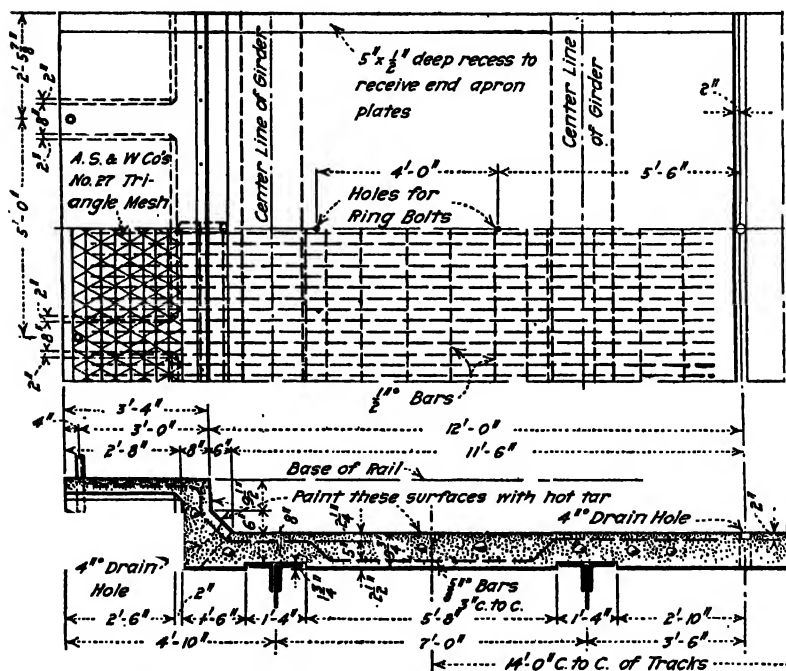 5"x ½" deep recess to
receive end apron
plates
2'-5⅞"
2"
8"
2"
5'-0"
2"
8"
2"
A.S. & W Co's
No.27 Tri-
angle Mesh
Center Line of Girder
Center Line
of Girder
2"
4'-0"
5'-6"
Holes for
Ring Bolts
½"▫ Bars
3'-4"
4"
3'-0"
12'-0"
2'-8"
8"
6"
11'-6"
Base of Rail
Paint these surfaces with hot tar
6"
8"
4"° Drain Hole
2"
5"
4"° Drain
Hole
1¾"
2½"
Bars
3"c. to c.
2"
2'-6"
1'-6"
1'-4"
5'-8"
1'-4"
2'-10"
4'-10"
7'-0"
3'-6"
14'-0" C. to C. of Tracks